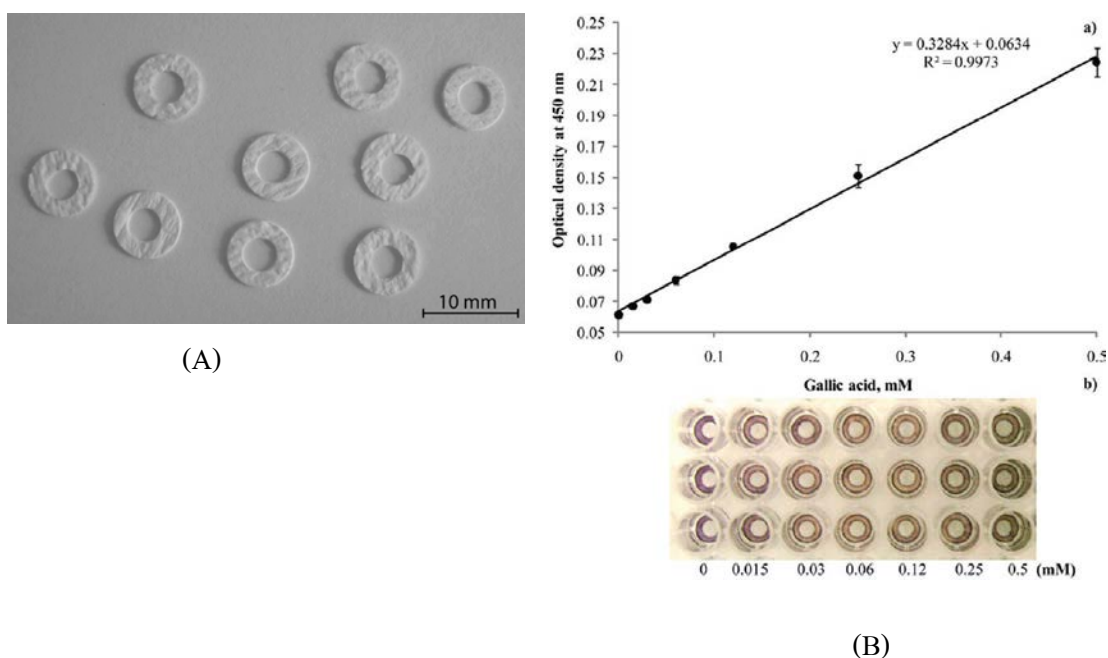 10 mm
(A)
0.25
0.23
0.21
0.19
0.17
0.15
0.13
0.11
0.09
0.07
0.05
Optical density at 450 nm
a)
y = 0.3284x + 0.0634
R² = 0.9973
0 0.1 0.2 0.3 0.4 0.5
Gallic acid, mM
b)
0 0.015 0.03 0.06 0.12 0.25 0.5 (mM)
(B)